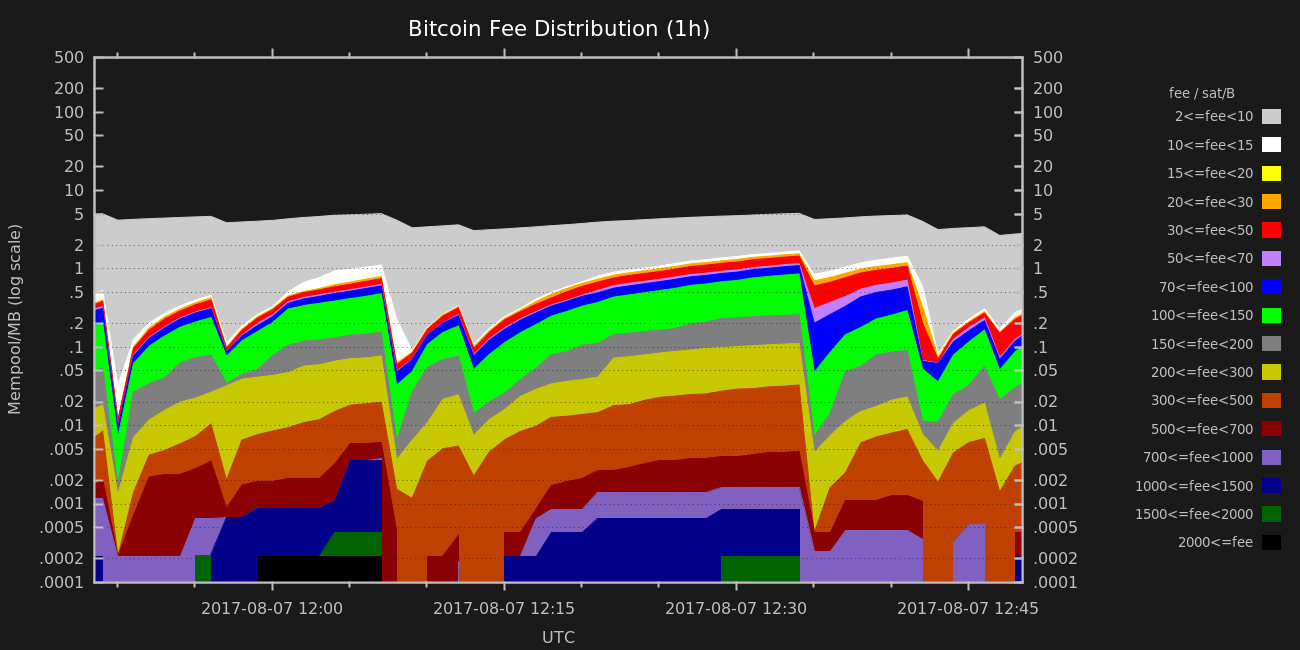 Bitcoin Fee Distribution (1h)
Mempool/MB (log scale)
500
200
100
50
20
10
5
2
1
.5
.2
.1
.05
.02
.01
.005
.002
.001
.0005
.0002
.0001
500
200
100
50
20
10
5
2
1
.5
.2
.1
.05
.02
.01
.005
.002
.001
.0005
.0002
.0001
2017-08-07 12:00
2017-08-07 12:15
2017-08-07 12:30
2017-08-07 12:45
UTC
fee / sat/B
2<=fee<10
10<=fee<15
15<=fee<20
20<=fee<30
30<=fee<50
50<=fee<70
70<=fee<100
100<=fee<150
150<=fee<200
200<=fee<300
300<=fee<500
500<=fee<700
700<=fee<1000
1000<=fee<1500
1500<=fee<2000
2000<=fee